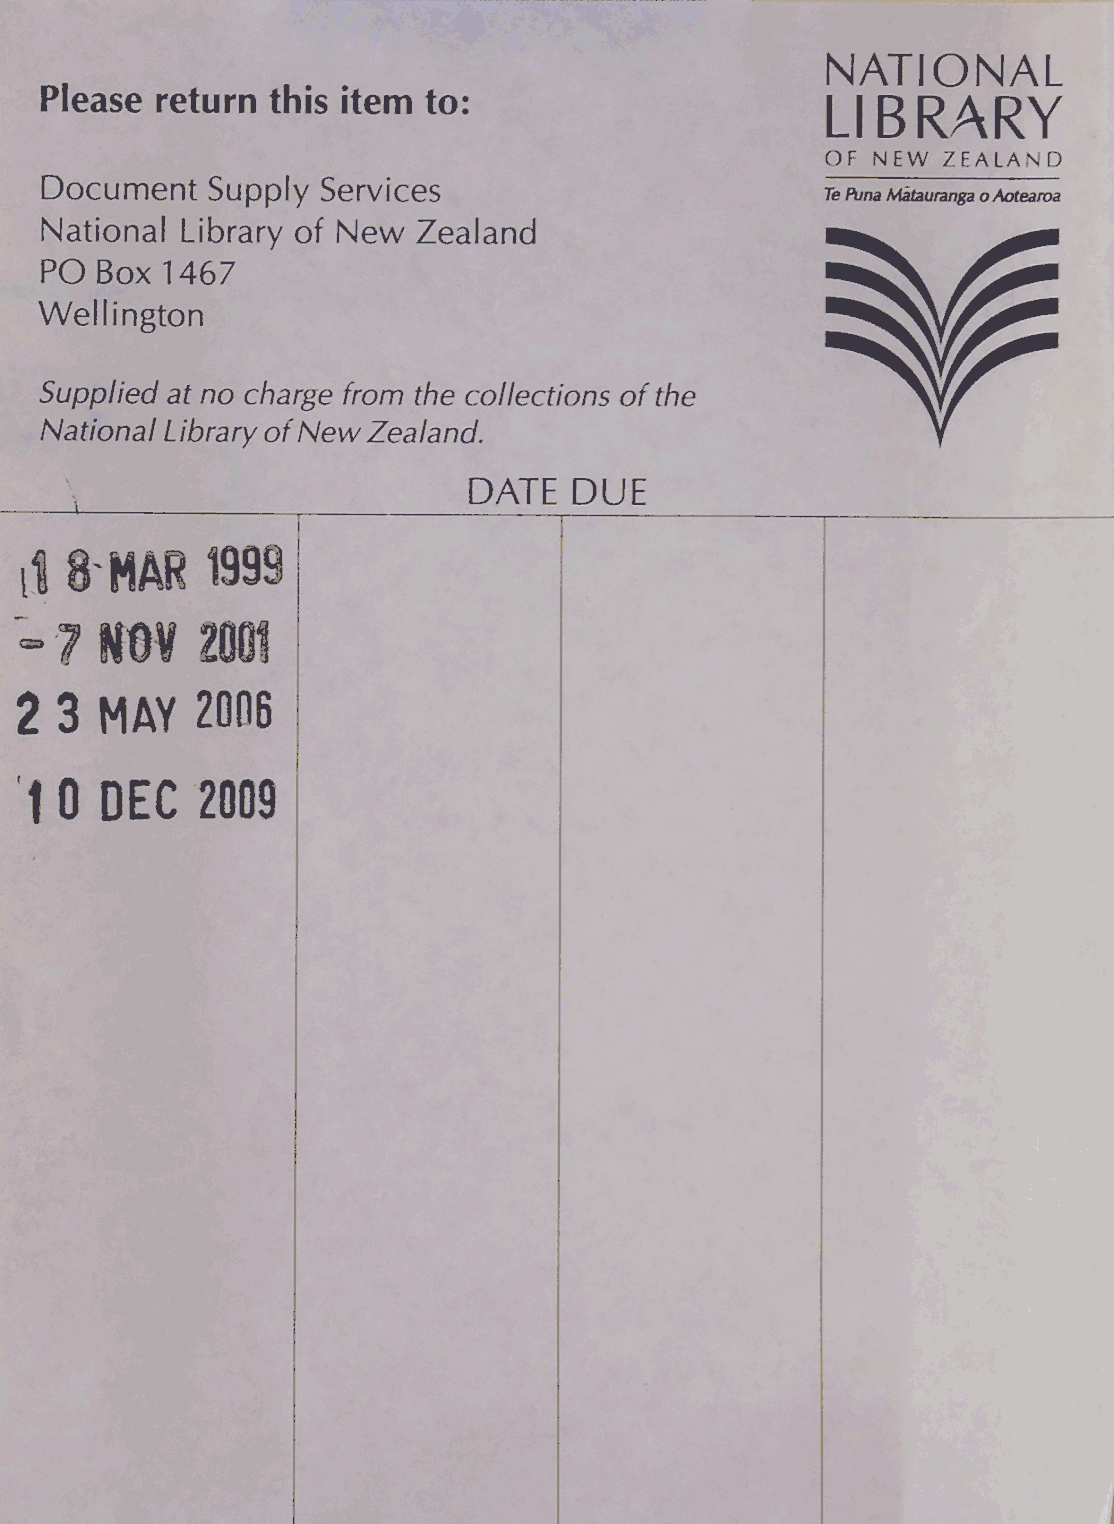 Please return this item to:
Document Supply Services
National Library of New Zealand
PO Box 1467
Wellington
Supplied at no charge from the collections of the
National Library of New Zealand.
NATIONAL
LIBRARY
OF NEW ZEALAND
Te Puna Mātauranga o Aotearoa
DATE DUE
18 MAR 1999
-7 NOV 2001
23 MAY 2006
10 DEC 2009